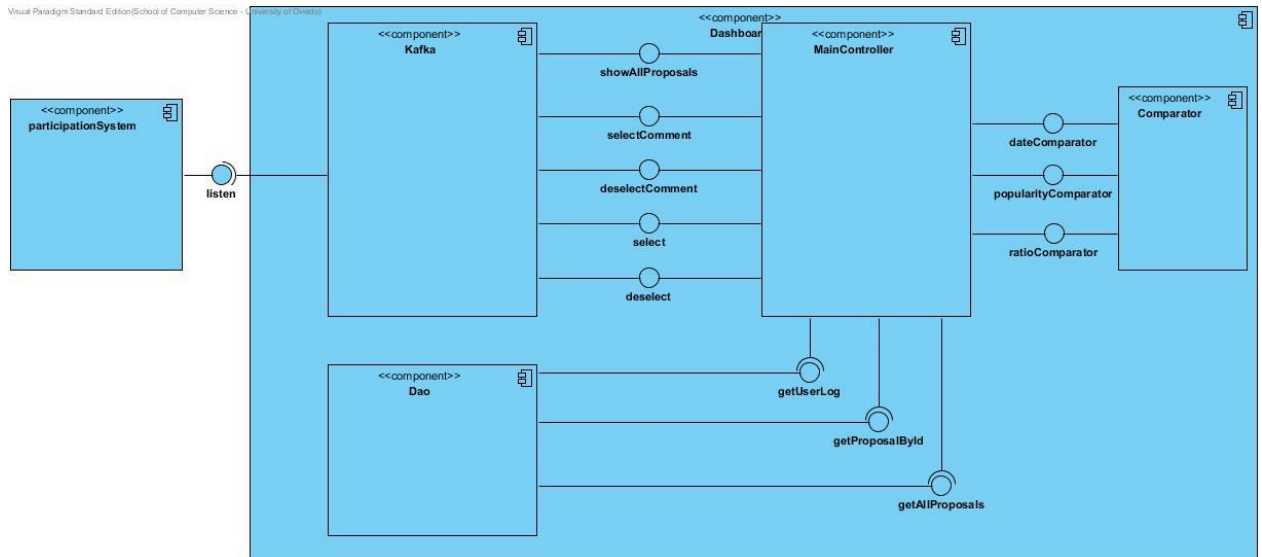 Visual Paradigm Standard Edition(School of Computer Science - University of Oviedo)
<<component>>
Dashboar
<<component>>
Kafka
<<component>>
MainController
<<component>>
participationSystem
<<component>>
Comparator
showAllProposals
selectComment
deselectComment
select
deselect
listen
dateComparator
popularityComparator
ratioComparator
<<component>>
Dao
getUserLog
getProposalById
getAllProposals